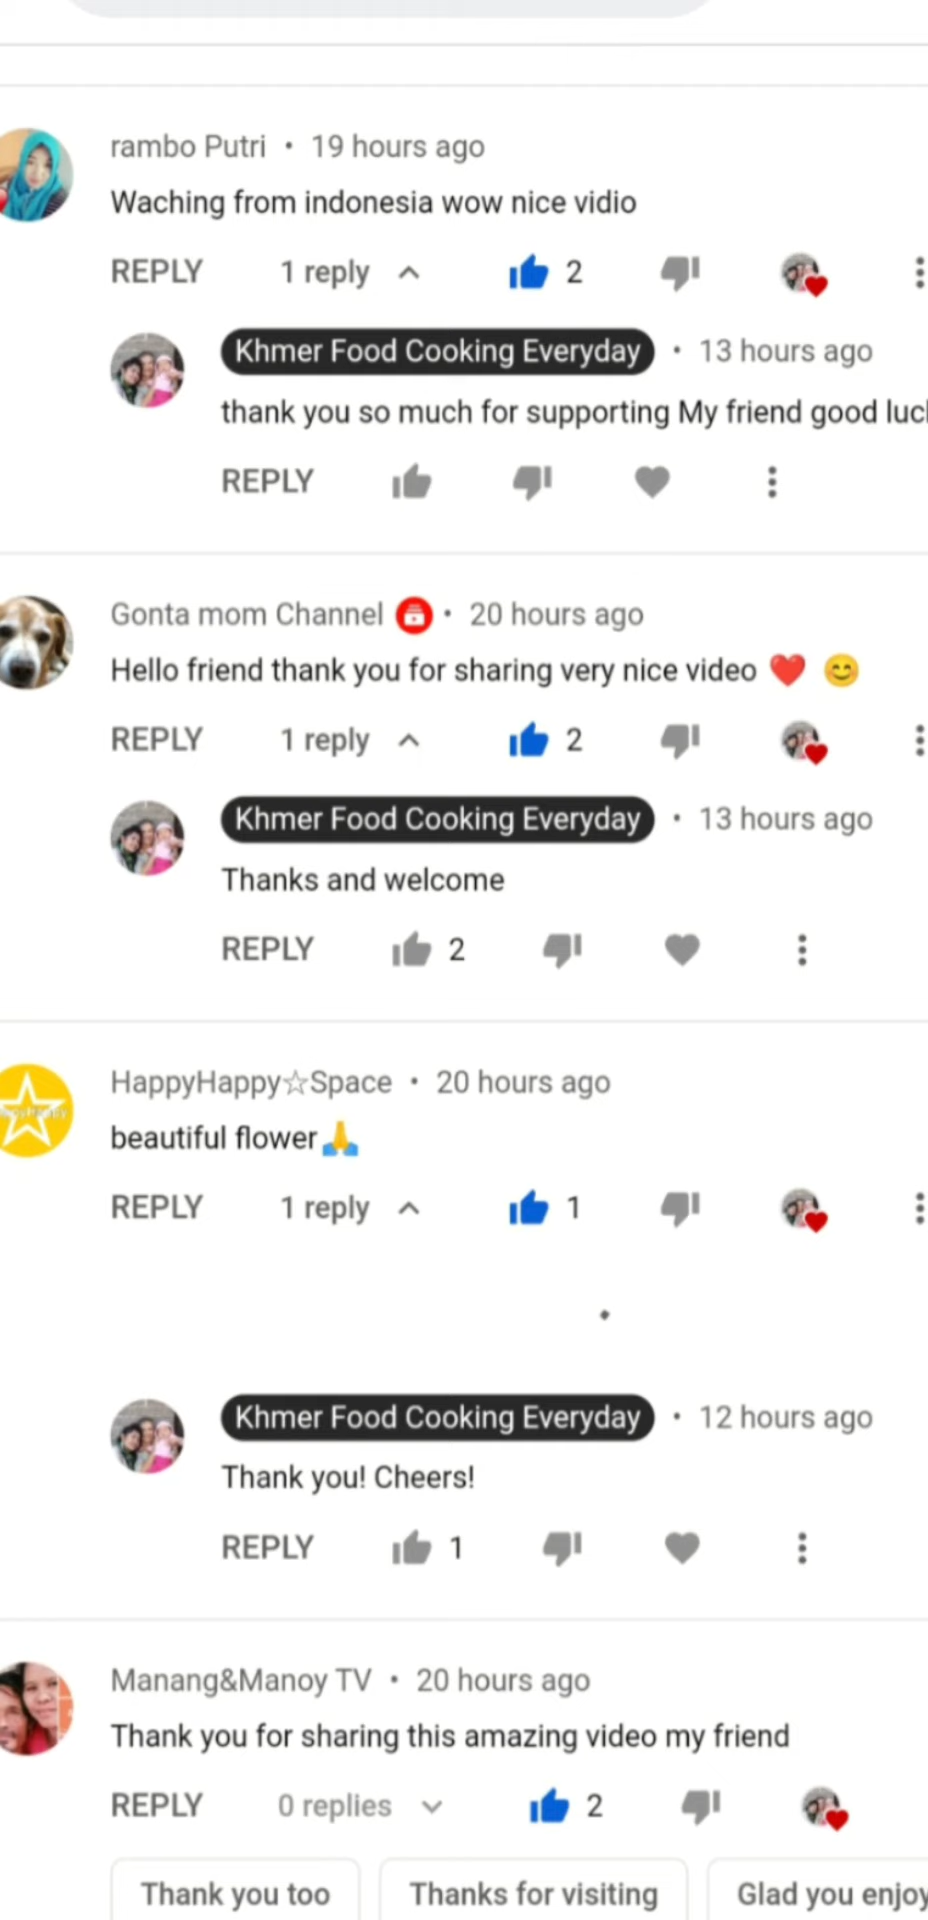 rambo Putri • 19 hours ago
Waching from indonesia wow nice vidio
REPLY 1 reply 2
Khmer Food Cooking Everyday • 13 hours ago
thank you so much for supporting My friend good luc
REPLY
Gonta mom Channel • 20 hours ago
Hello friend thank you for sharing very nice video ❤️ 😊
REPLY 1 reply 2
Khmer Food Cooking Everyday • 13 hours ago
Thanks and welcome
REPLY 2
HappyHappy☆Space • 20 hours ago
beautiful flower🙏
REPLY 1 reply 1
Khmer Food Cooking Everyday • 12 hours ago
Thank you! Cheers!
REPLY 1
Manang&Manoy TV • 20 hours ago
Thank you for sharing this amazing video my friend
REPLY 0 replies 2
Thank you too Thanks for visiting Glad you enjoy